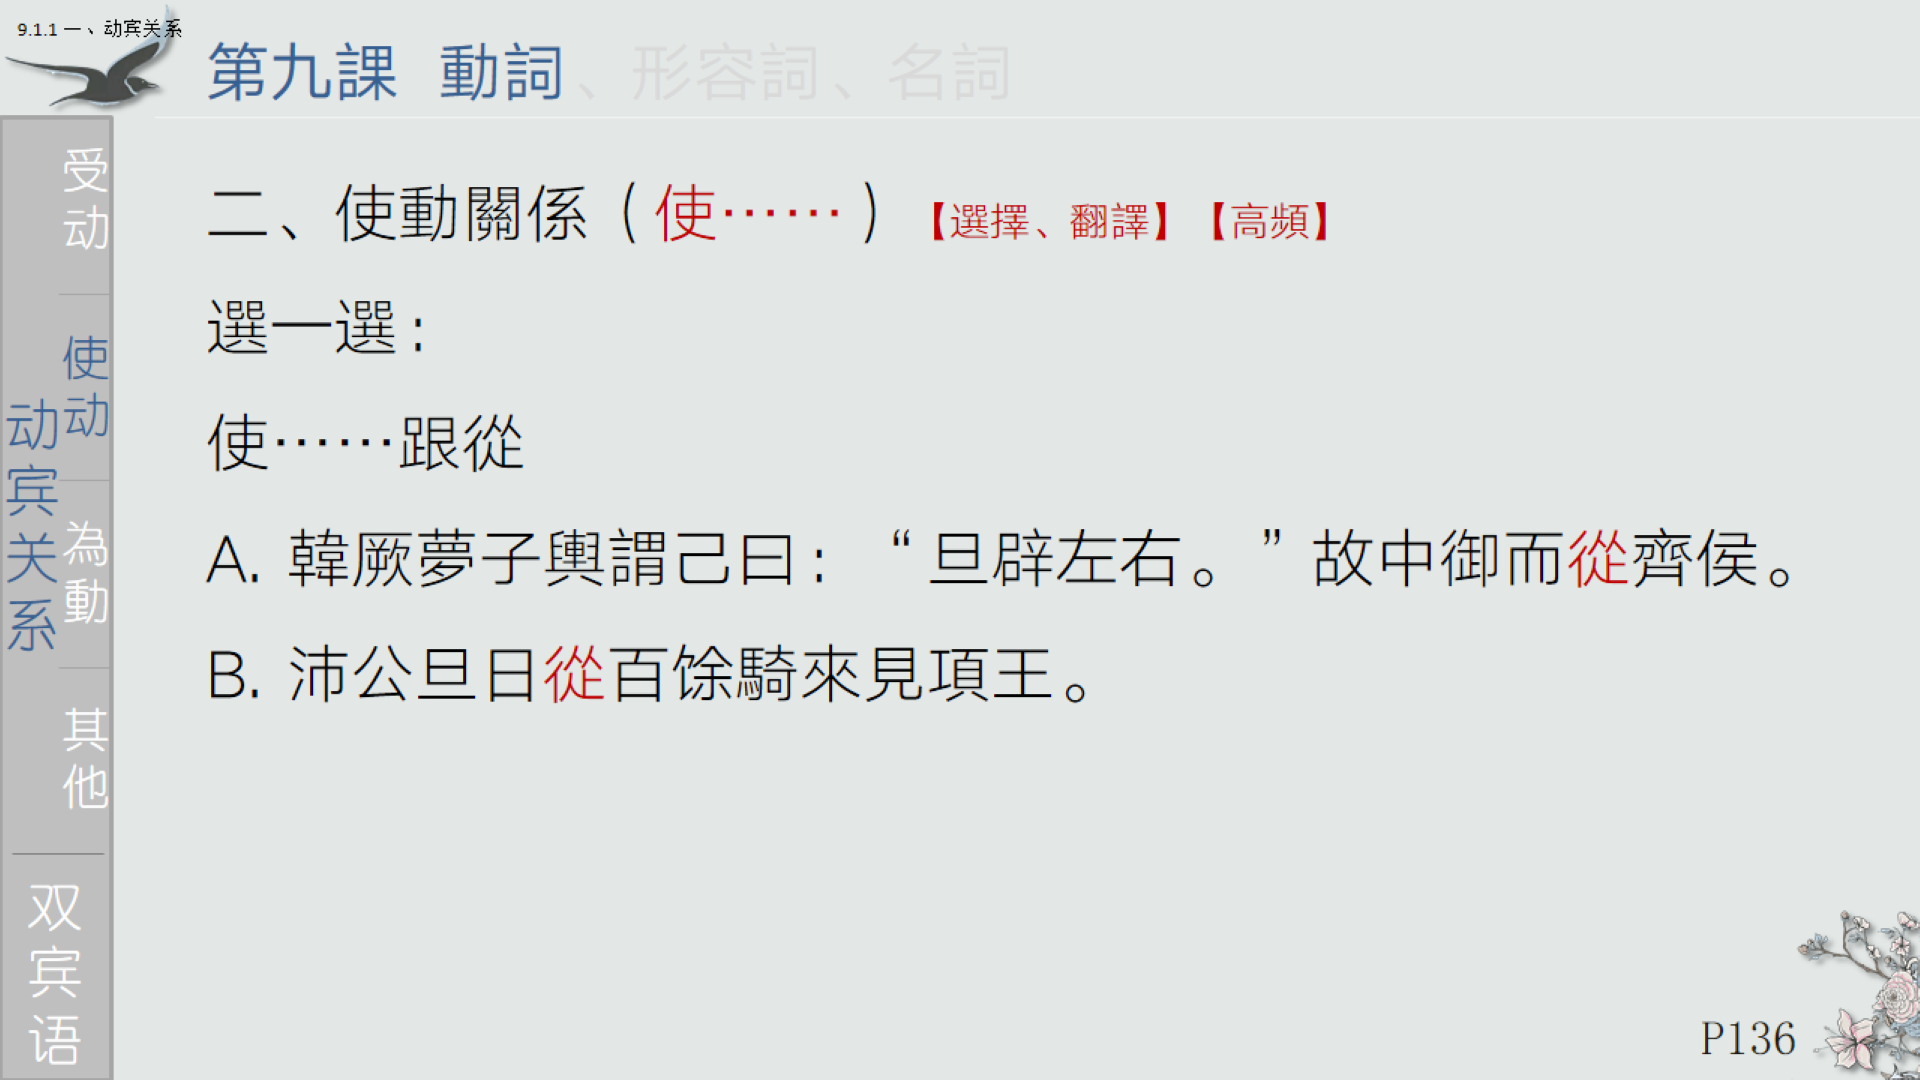 9.1.1 一、动宾关系
第九課 動詞、形容詞、名詞
受动
使动
為動
其他
动宾关系
双宾语
二、使動關係（使……）【選擇、翻譯】【高頻】
選一選：
使……跟從
A. 韓厥夢子輿謂己曰：“旦辟左右。”故中御而從齊侯。
B. 沛公旦日從百馀騎來見項王。
P136